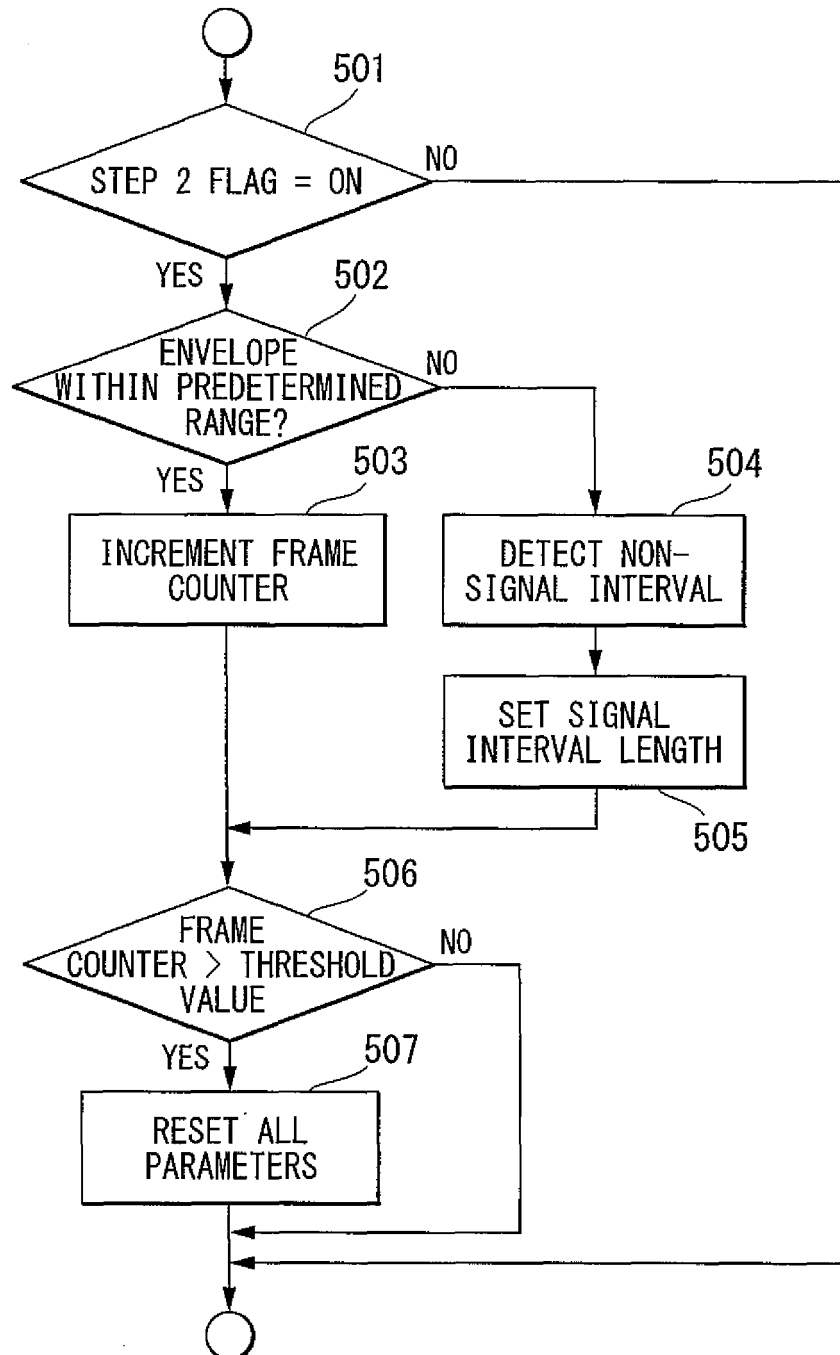 501
STEP 2 FLAG = ON
NO
YES
502
ENVELOPE
WITHIN PREDETERMINED
RANGE?
NO
YES
503
INCREMENT FRAME
COUNTER
504
DETECT NON-
SIGNAL INTERVAL
SET SIGNAL
INTERVAL LENGTH
505
506
FRAME
COUNTER > THRESHOLD
VALUE
NO
YES
507
RESET ALL
PARAMETERS